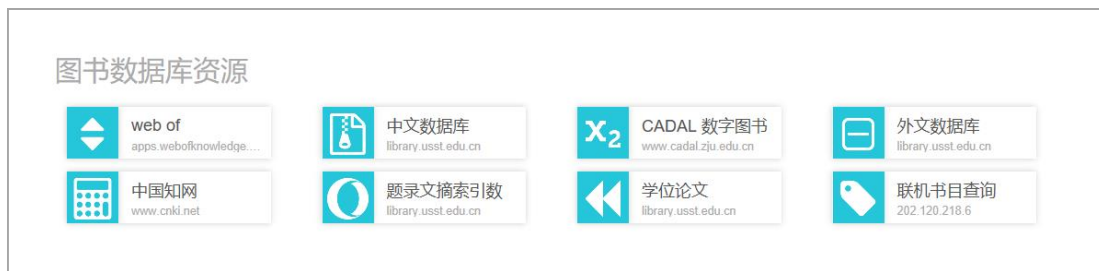 图书数据库资源
web of
apps.webofknowledge....
中文数据库
library.usst.edu.cn
X₂
CADAL 数字图书
www.cadal.zju.edu.cn
外文数据库
library.usst.edu.cn
中国知网
www.cnki.net
题录文摘索引数
library.usst.edu.cn
学位论文
library.usst.edu.cn
联机书目查询
202.120.218.6